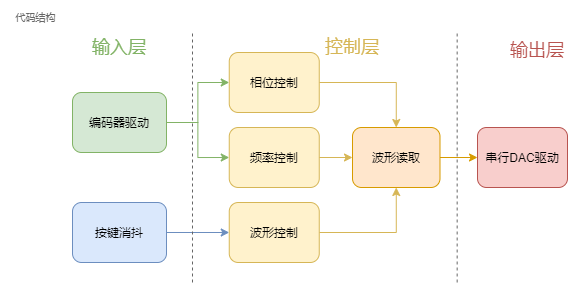 代码结构
输入层
控制层
输出层
相位控制
编码器驱动
频率控制
波形读取
串行DAC驱动
按键消抖
波形控制